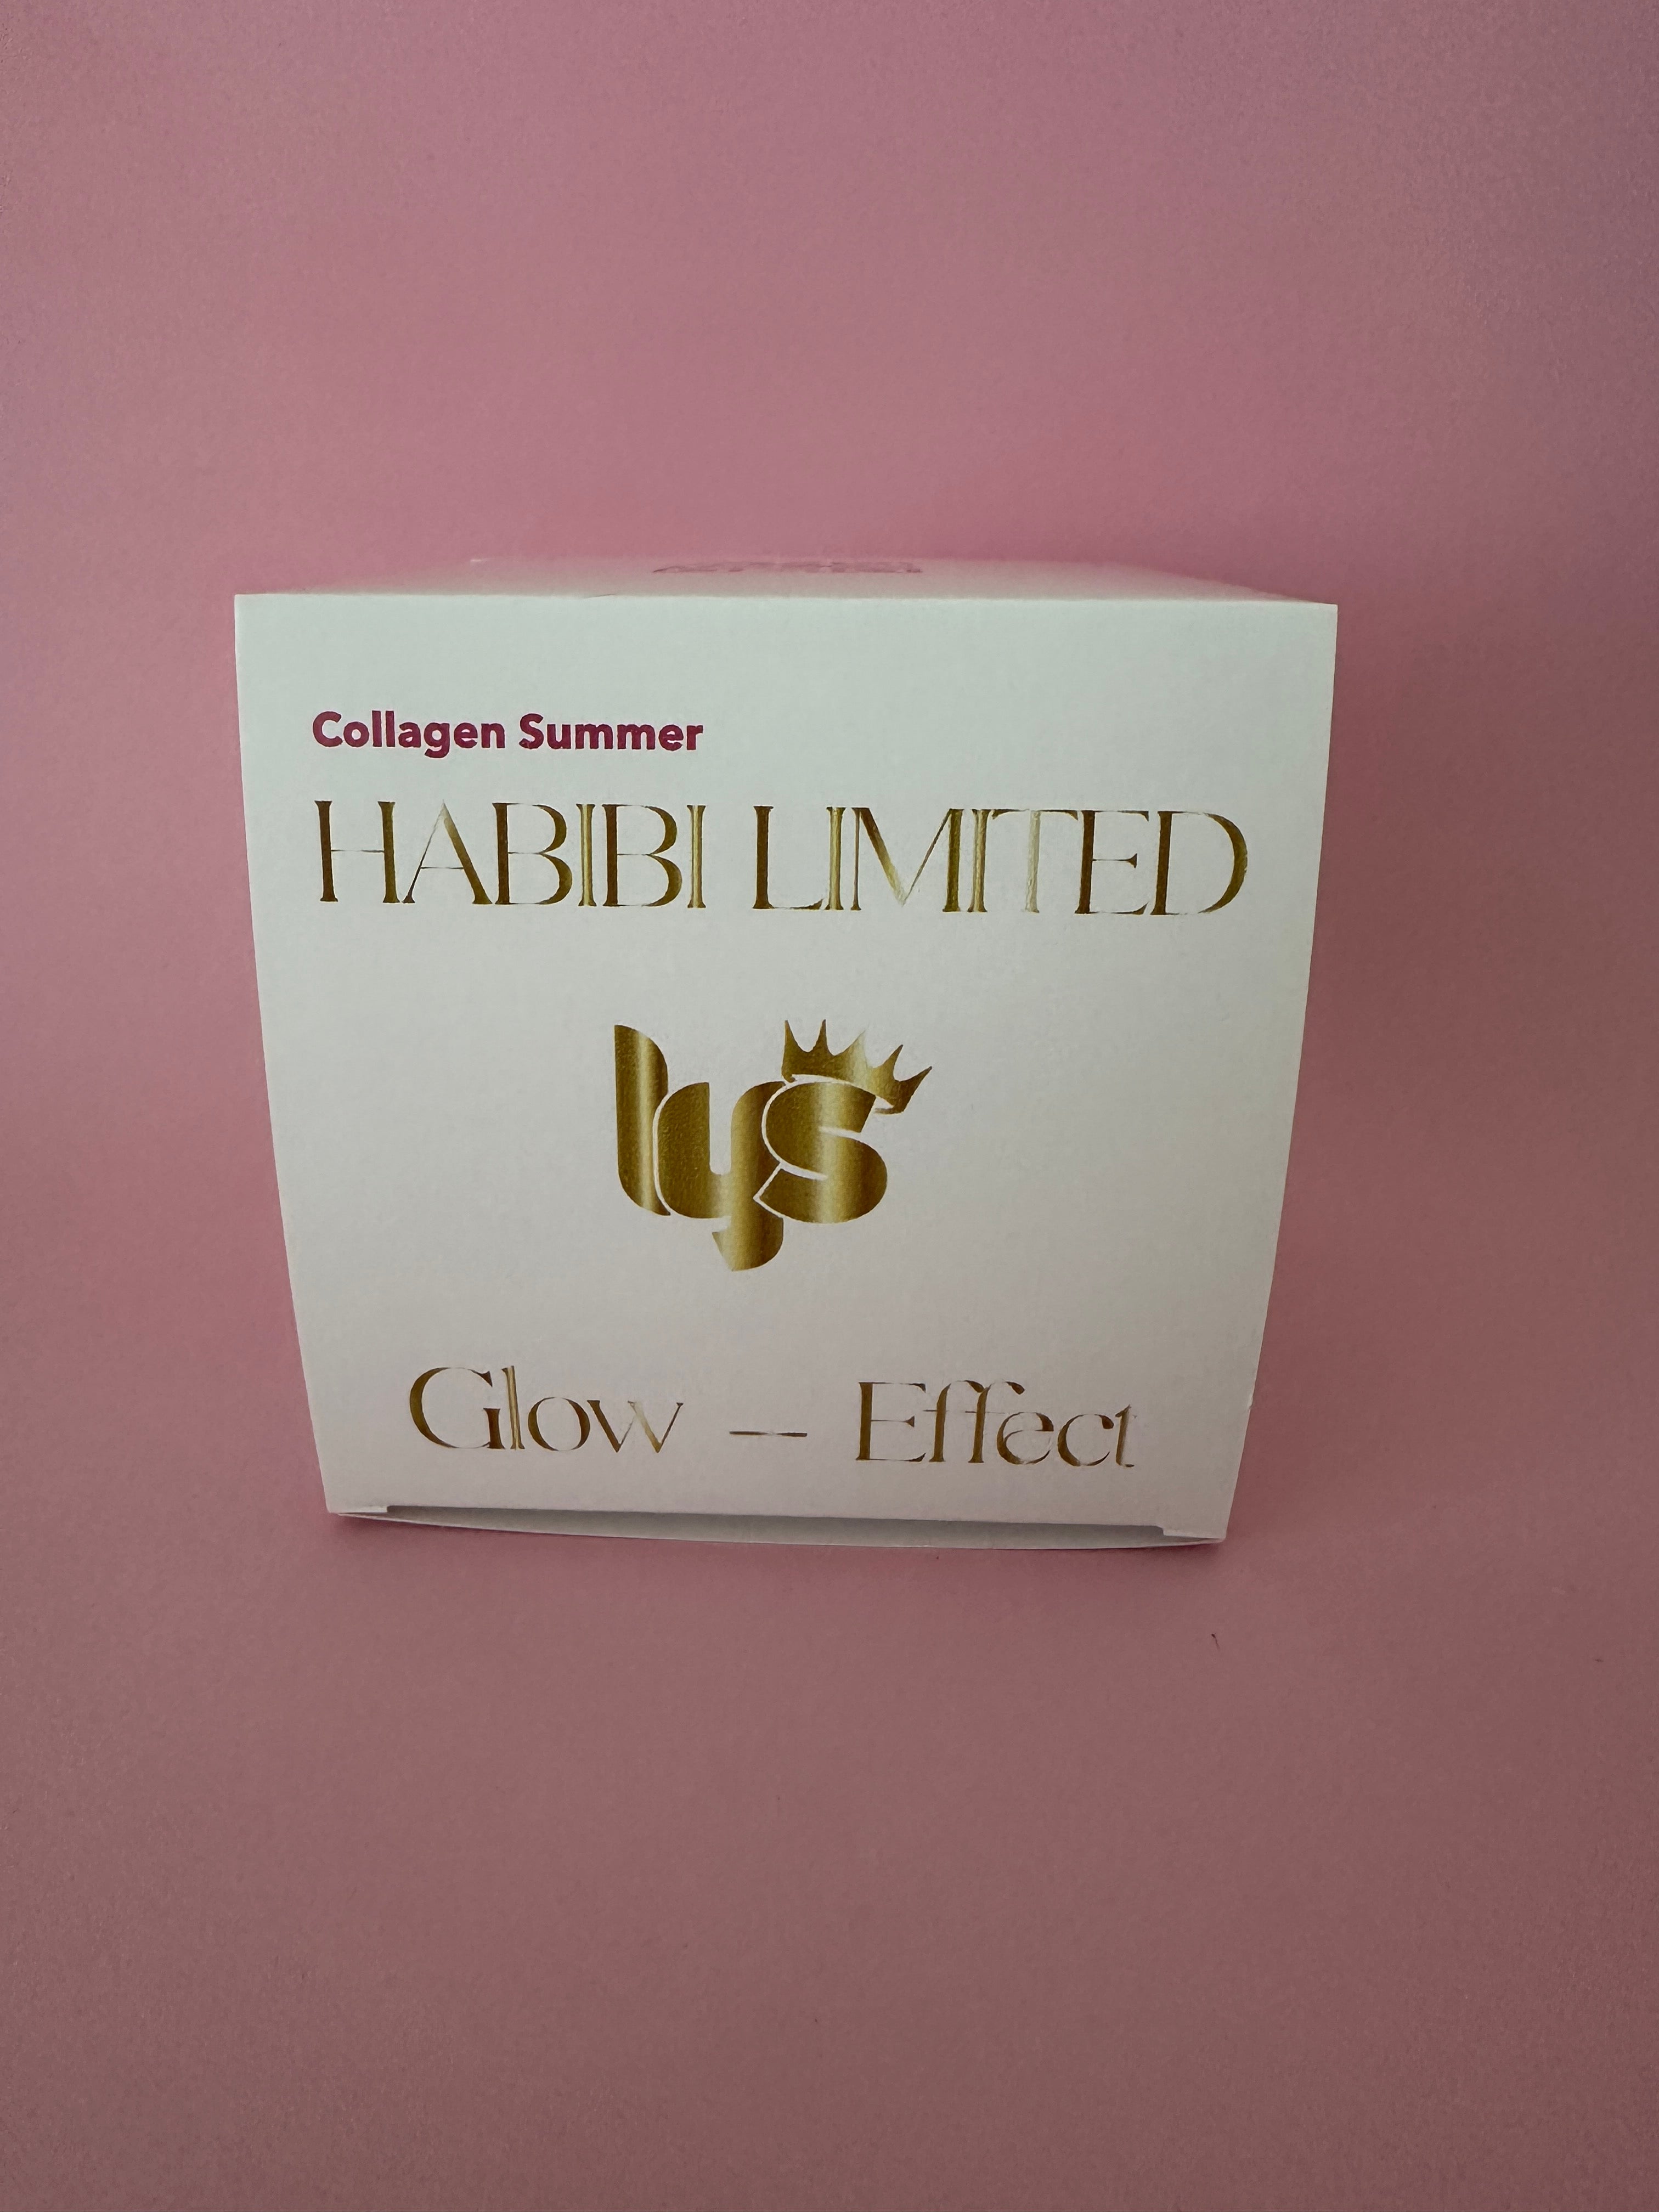 Collagen Summer
HABIBI LIMITED
lys
Glow – Effect